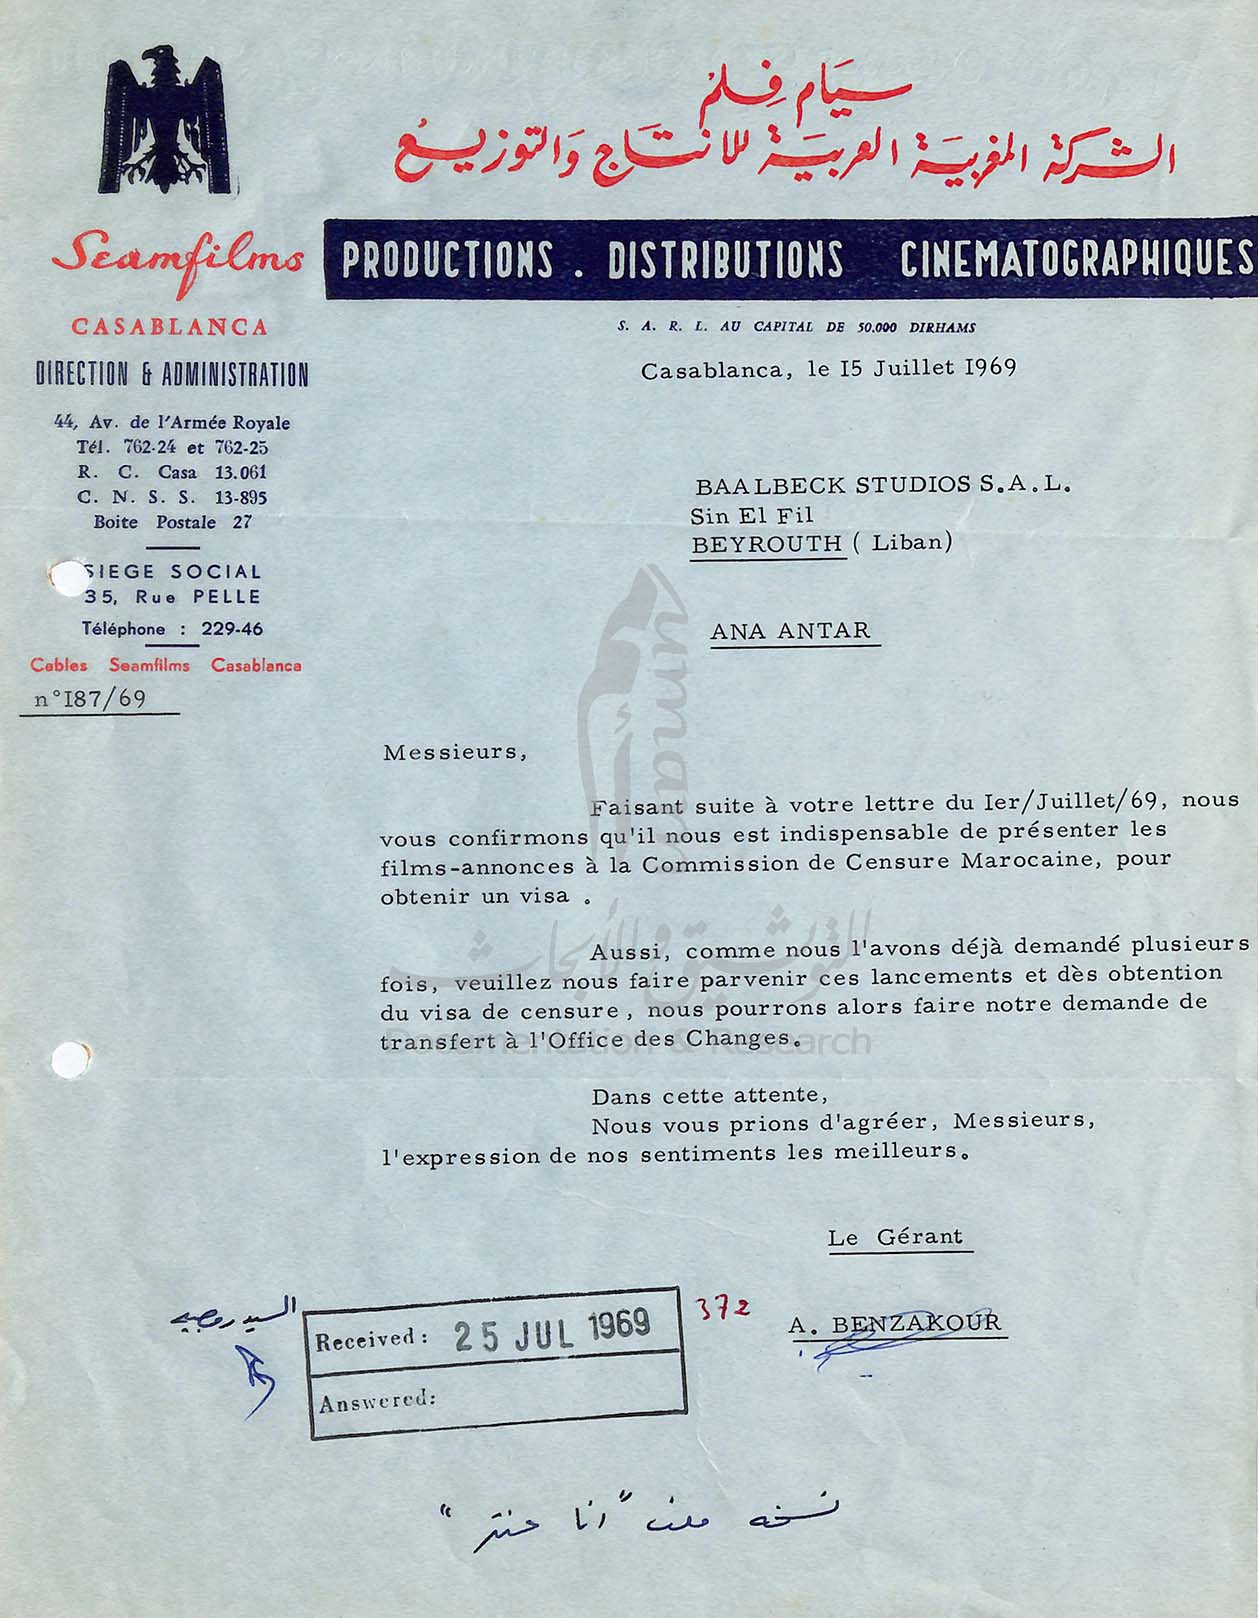 سيام فلم
الشركة المغربية العربية للانتاج والتوزيع
Seamfilms
PRODUCTIONS . DISTRIBUTIONS CINEMATOGRAPHIQUES
CASABLANCA
S. A. R. L. AU CAPITAL DE 50.000 DIRHAMS
DIRECTION & ADMINISTRATION
Casablanca, le I5 Juillet I969
44, Av. de l'Armée Royale
Tél. 762-24 et 762-25
R. C. Casa 13.061
C. N. S. S. 13-895
Boite Postale 27
SIEGE SOCIAL
35, Rue PELLE
Téléphone : 229-46
Cables Seamfilms Casablanca
n°I87/69
BAALBECK STUDIOS S.A.L.
Sin El Fil
BEYROUTH ( Liban)
ANA ANTAR
Messieurs,
Faisant suite à votre lettre du Ier/Juillet/69, nous
vous confirmons qu'il nous est indispensable de présenter les
films-annonces à la Commission de Censure Marocaine, pour
obtenir un visa .
Aussi, comme nous l'avons déjà demandé plusieurs
fois, veuillez nous faire parvenir ces lancements et dès obtention
du visa de censure, nous pourrons alors faire notre demande de
transfert à l'Office des Changes.
Dans cette attente,
Nous vous prions d'agréer, Messieurs,
l'expression de nos sentiments les meilleurs.
Le Gérant
A. BENZAKOUR
السيد
Received: 25 JUL 1969
Answered:
372
نسخه ملف "انا عنتر"
umam
للتوثيق والأبحاث
Documentation & Research